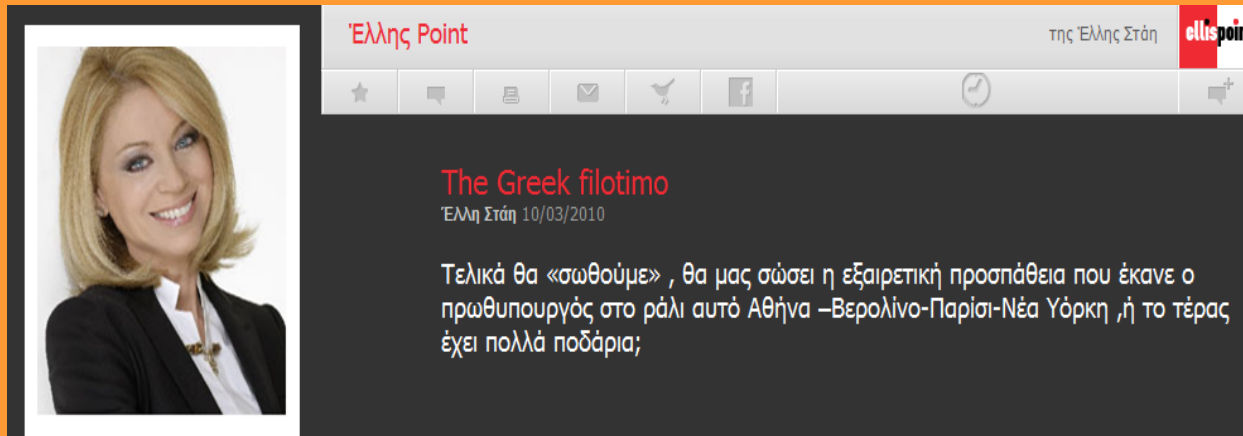 Έλλης Point
της Έλλης Στάη
ellispoin
The Greek filotimo
Έλλη Στάη 10/03/2010
Τελικά θα «σωθούμε» , θα μας σώσει η εξαιρετική προσπάθεια που έκανε ο
πρωθυπουργός στο ράλι αυτό Αθήνα –Βερολίνο-Παρίσι-Νέα Υόρκη ,ή το τέρας
έχει πολλά ποδάρια;